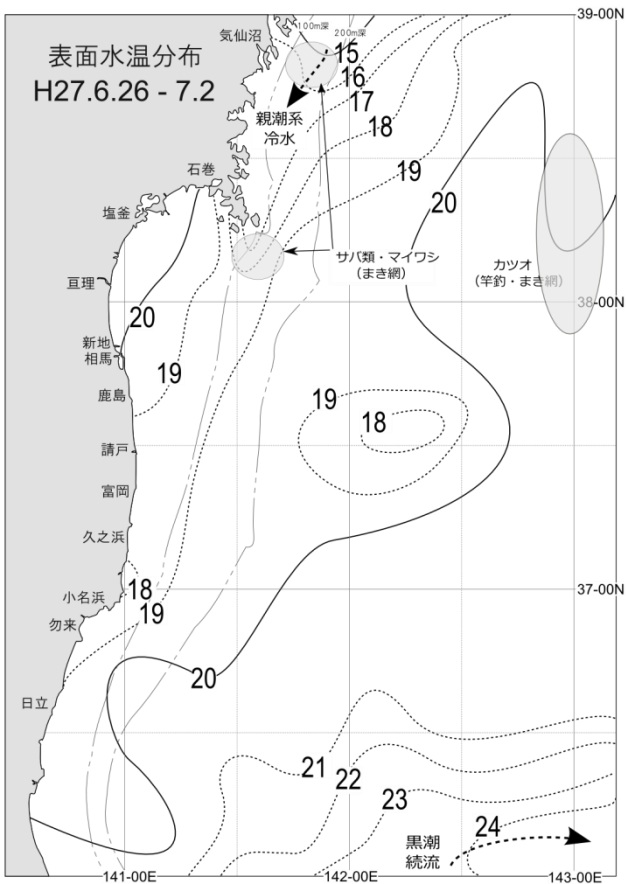 39-00N
100m深
200m深
気仙沼
表面水温分布
H27.6.26 - 7.2
15
16
17
親潮系
冷水
18
石巻
19
20
塩釜
サバ類・マイワシ
（まき網）
カツオ
（竿釣・まき網）
亘理
38-00N
20
新地
相馬
19
鹿島
19
18
請戸
富岡
久之浜
18
37-00N
小名浜
19
勿来
20
日立
21
22
23
24
黒潮
続流
141-00E
142-00E
143-00E